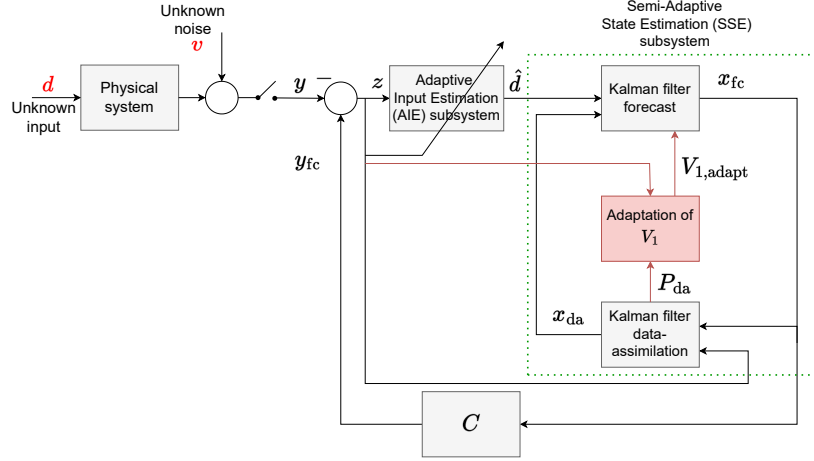 Semi-Adaptive
State Estimation (SSE)
subsystem
Unknown
noise
v
d
Unknown
input
Physical
system
y
−
z
Adaptive
Input Estimation
(AIE) subsystem
d̂
Kalman filter
forecast
x_fc
y_fc
V_1,adapt
Adaptation of
V_1
P_da
x_da
Kalman filter
data-
assimilation
C